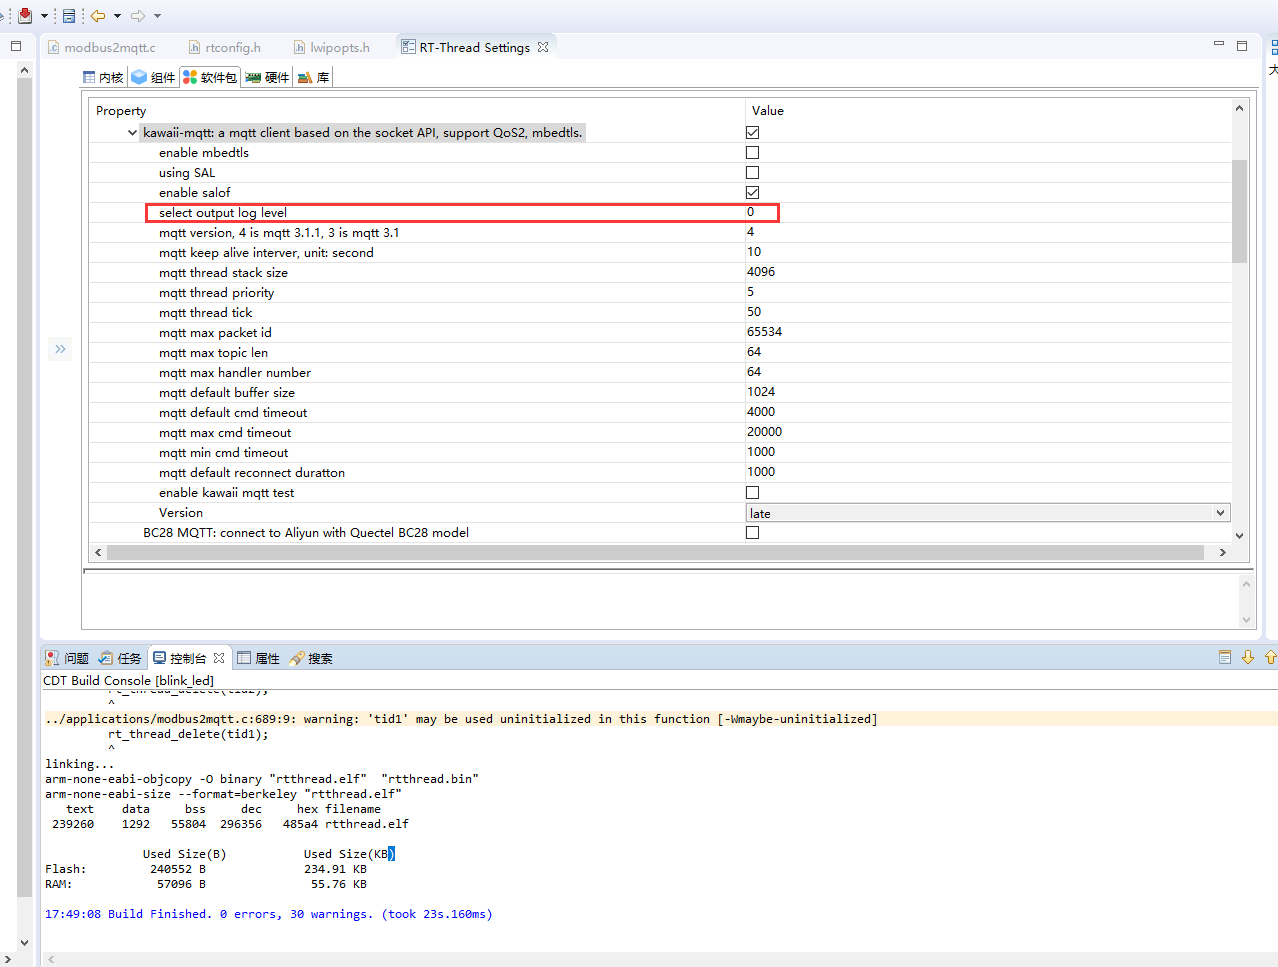 modbus2mqtt.c
rtconfig.h
lwipopts.h
RT-Thread Settings
内核
组件
软件包
硬件
库
Property Value
kawaii-mqtt: a mqtt client based on the socket API, support QoS2, mbedtls.
enable mbedtls
using SAL
enable salof
select output log level 0
mqtt version, 4 is mqtt 3.1.1, 3 is mqtt 3.1 4
mqtt keep alive interver, unit: second 10
mqtt thread stack size 4096
mqtt thread priority 5
mqtt thread tick 50
mqtt max packet id 65534
mqtt max topic len 64
mqtt max handler number 64
mqtt default buffer size 1024
mqtt default cmd timeout 4000
mqtt max cmd timeout 20000
mqtt min cmd timeout 1000
mqtt default reconnect duratton 1000
enable kawaii mqtt test
Version late
BC28 MQTT: connect to Aliyun with Quectel BC28 model
问题
任务
控制台
属性
搜索
CDT Build Console [blink_led]
rt_thread_delete(tid2);
^
../applications/modbus2mqtt.c:689:9: warning: 'tid1' may be used uninitialized in this function [-Wmaybe-uninitialized]
rt_thread_delete(tid1);
^
linking...
arm-none-eabi-objcopy -O binary "rtthread.elf" "rtthread.bin"
arm-none-eabi-size --format=berkeley "rtthread.elf"
text data bss dec hex filename
239260 1292 55804 296356 485a4 rtthread.elf
Used Size(B) Used Size(KB)
Flash: 240552 B 234.91 KB
RAM: 57096 B 55.76 KB
17:49:08 Build Finished. 0 errors, 30 warnings. (took 23s.160ms)